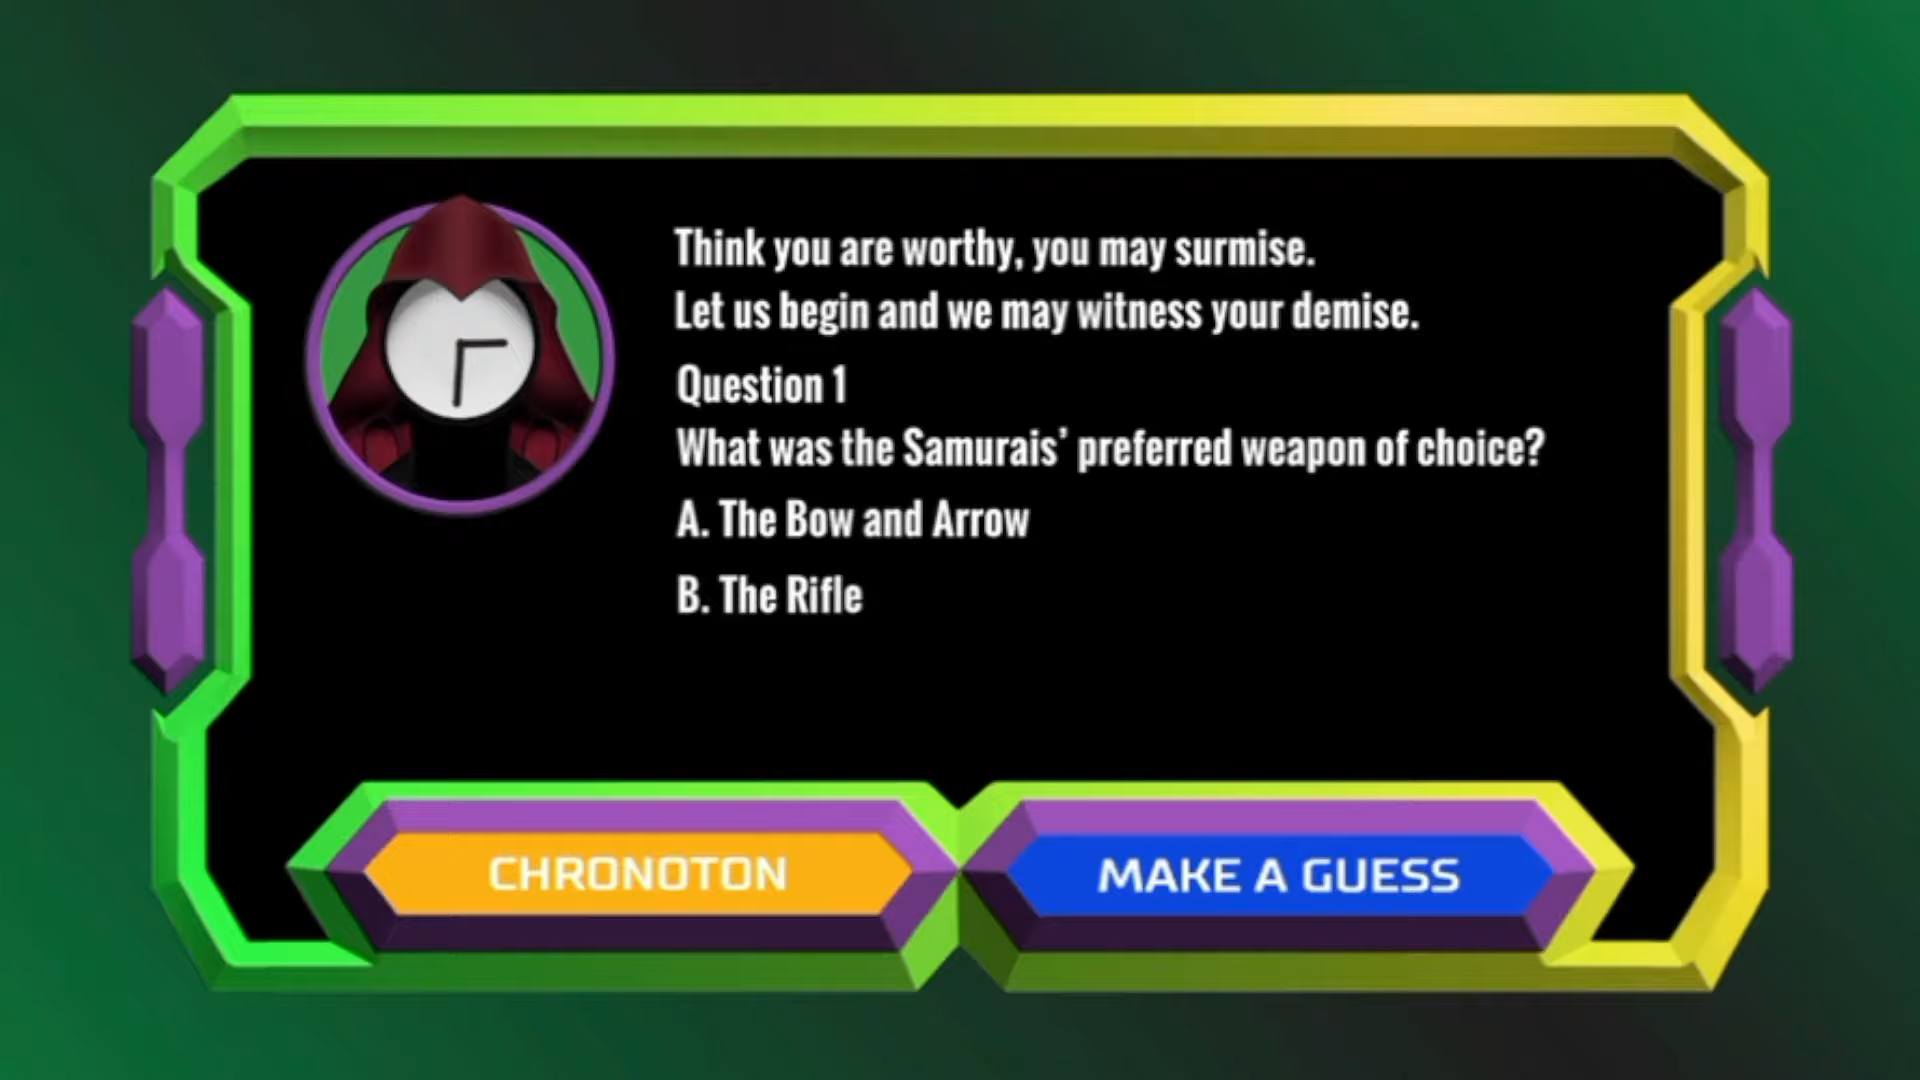 Think you are worthy, you may surmise.
Let us begin and we may witness your demise.
Question 1
What was the Samurais’ preferred weapon of choice?
A. The Bow and Arrow
B. The Rifle
CHRONOTON
MAKE A GUESS